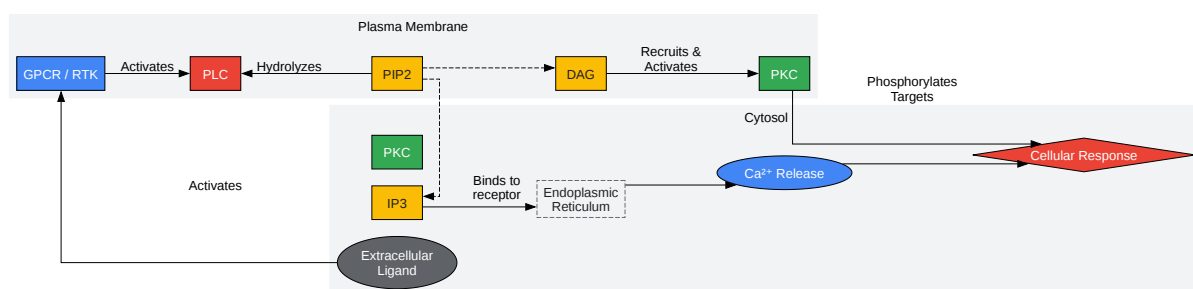 Plasma Membrane
GPCR / RTK
Activates
PLC
Hydrolyzes
PIP2
DAG
Recruits &
Activates
PKC
Phosphorylates
Targets
Cytosol
PKC
Cellular Response
Ca²⁺ Release
Activates
IP3
Binds to
receptor
Endoplasmic
Reticulum
Extracellular
Ligand